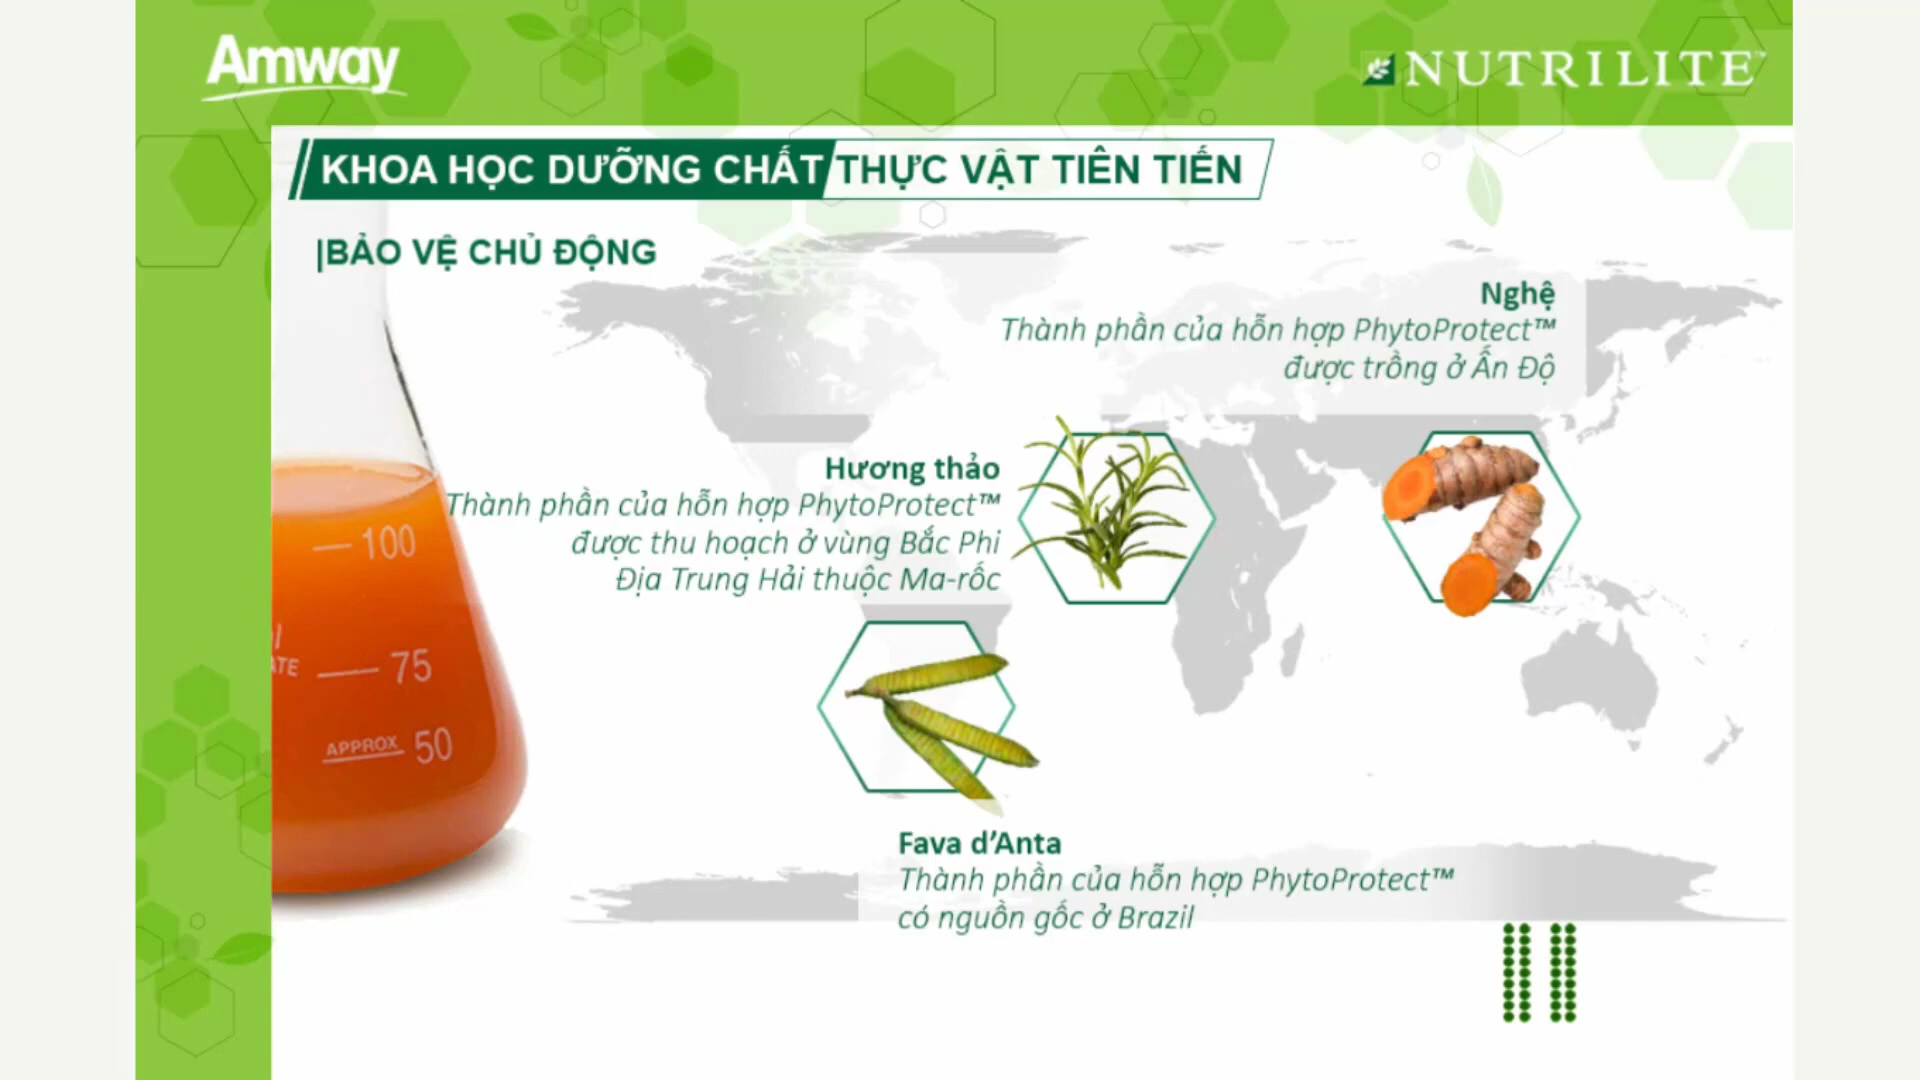 Amway
NUTRILITE™
KHOA HỌC DƯỠNG CHẤT THỰC VẬT TIÊN TIẾN
|BẢO VỆ CHỦ ĐỘNG
Nghệ
Thành phần của hỗn hợp PhytoProtect™
được trồng ở Ấn Độ
Hương thảo
Thành phần của hỗn hợp PhytoProtect™
được thu hoạch ở vùng Bắc Phi
Địa Trung Hải thuộc Ma-rốc
100
75
APPROX 50
Fava d’Anta
Thành phần của hỗn hợp PhytoProtect™
có nguồn gốc ở Brazil